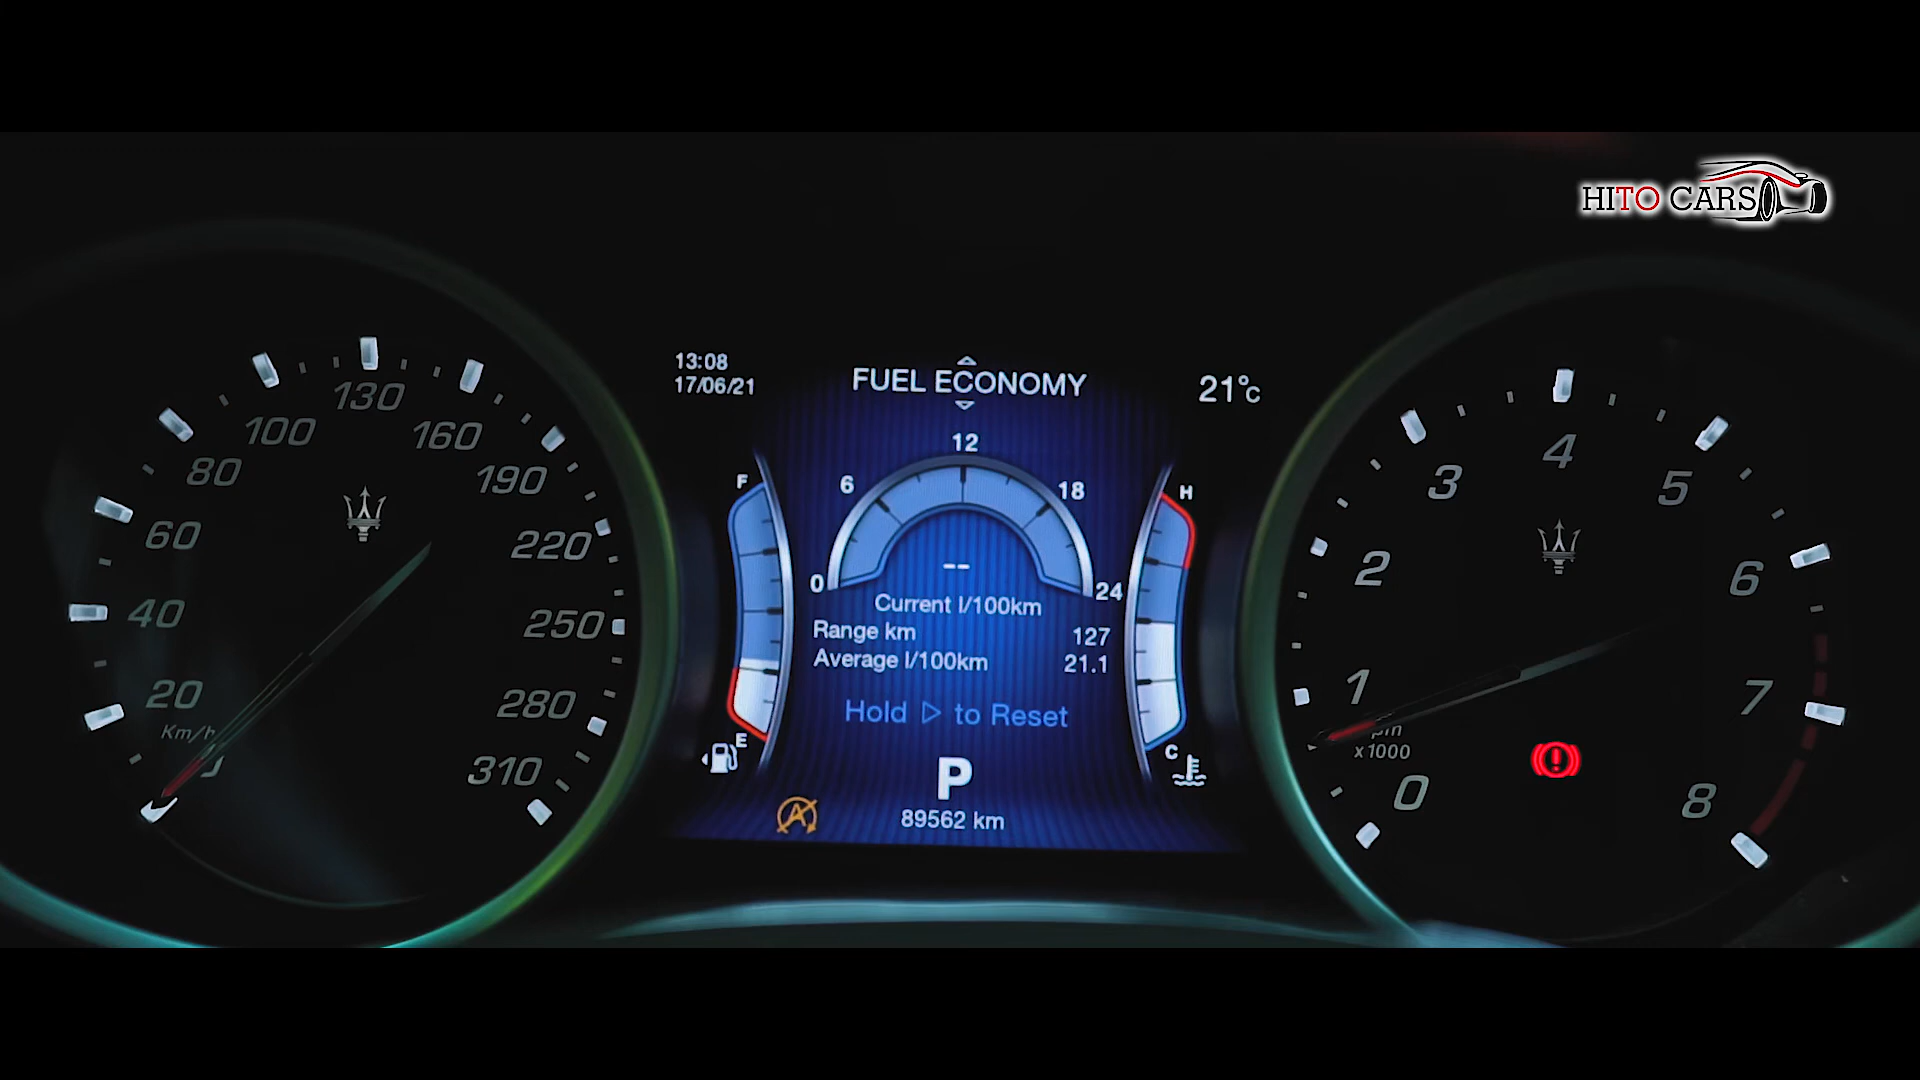 HITO CARS
13:08
17/06/21
FUEL ECONOMY
21°C
130
100
160
80
190
60
220
40
250
20
280
Km/h
310
F
12
6
18
0
24
H
--
Current l/100km
Range km 127
Average l/100km 21.1
Hold ▷ to Reset
E
C
P
89562 km
4
3
5
2
6
1
7
x1000
0
8